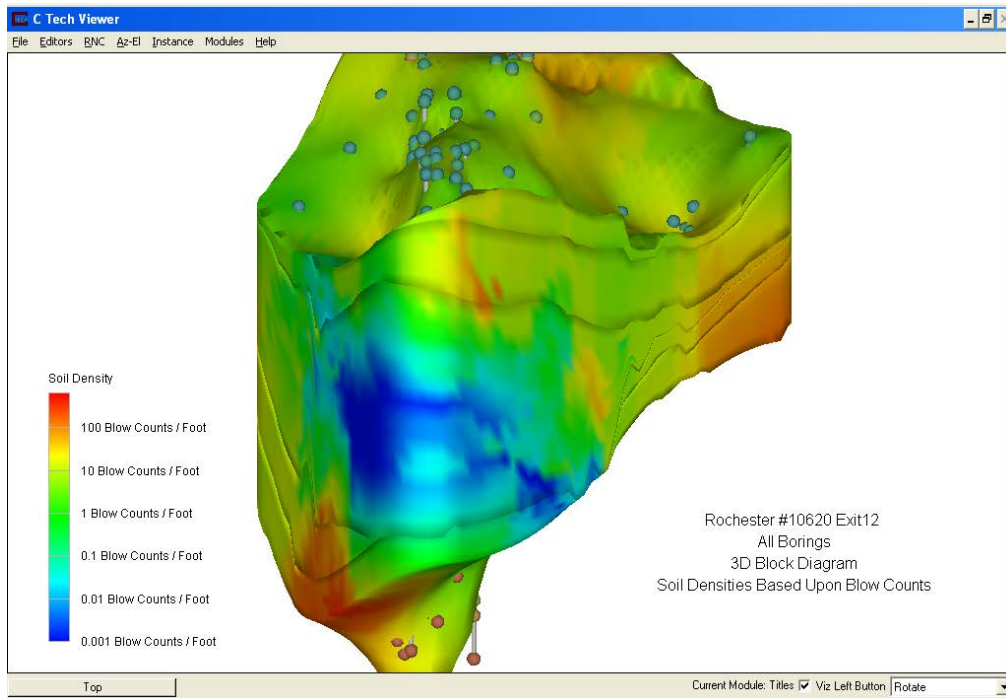 C Tech Viewer
File Editors RNC Az-El Instance Modules Help
Soil Density
100 Blow Counts / Foot
10 Blow Counts / Foot
1 Blow Counts / Foot
0.1 Blow Counts / Foot
0.01 Blow Counts / Foot
0.001 Blow Counts / Foot
Rochester #10620 Exit12
All Borings
3D Block Diagram
Soil Densities Based Upon Blow Counts
Top
Current Module: Titles Viz Left Button Rotate